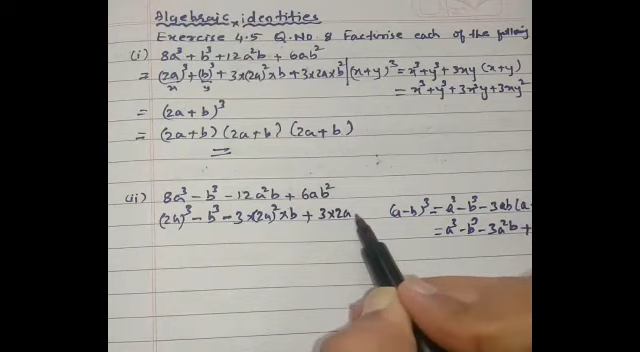 Algebraic identities
Exercise 4.5 Q.No 8 Factorise each of the following
(i) 8a³ + b³ + 12a²b + 6ab²
= (2a)³ + (b)³ + 3×(2a)²×b + 3×2a×b² | (x+y)³ = x³+y³+3xy(x+y)
x y = x³+y³+3x²y+3xy²
= (2a+b)³
= (2a+b) (2a+b) (2a+b)
(ii) 8a³ - b³ - 12a²b + 6ab²
(2a)³ - b³ - 3×(2a)²×b + 3×2a (a-b)³ = a³-b³-3ab(a-
= a³-b³-3a²b+